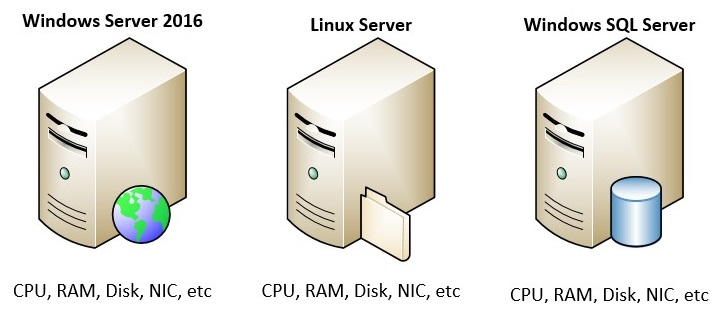 Windows Server 2016
Linux Server
Windows SQL Server
CPU, RAM, Disk, NIC, etc
CPU, RAM, Disk, NIC, etc
CPU, RAM, Disk, NIC, etc